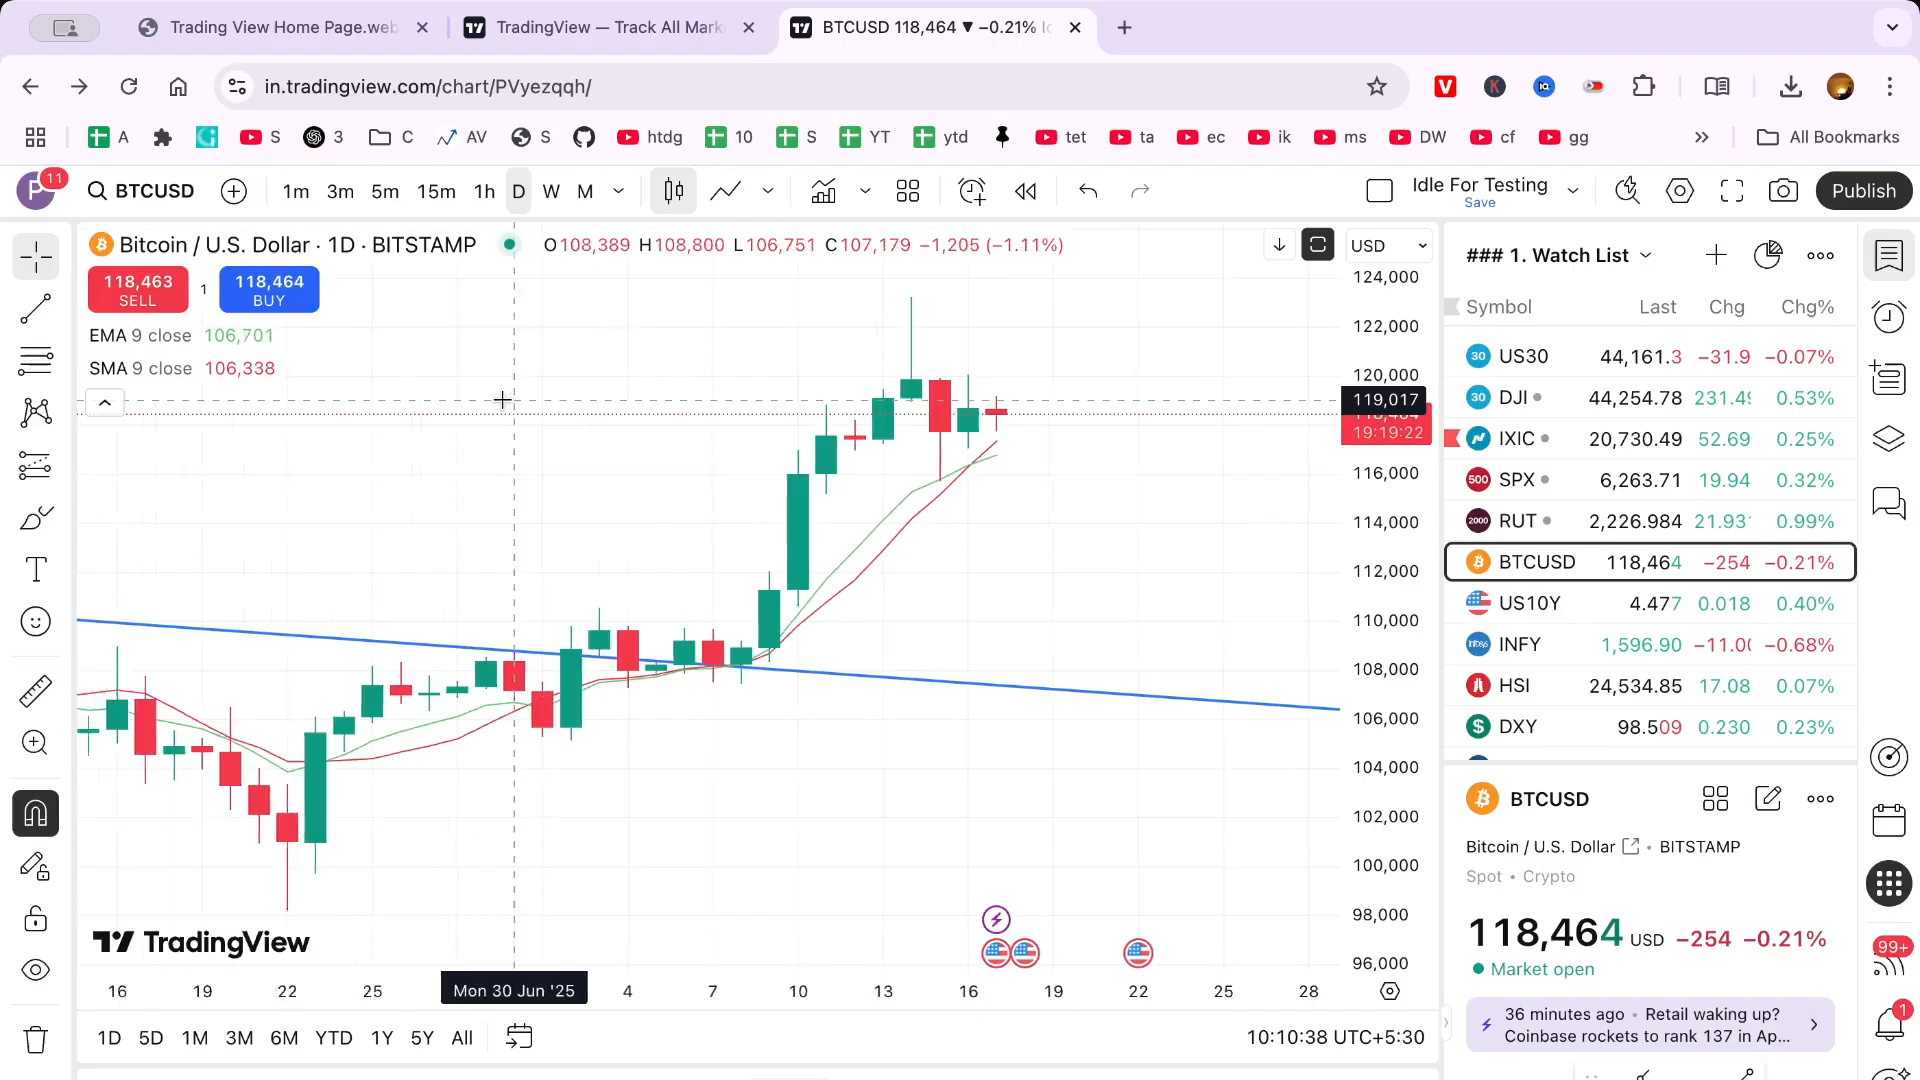 Trading View Home Page.web
TradingView — Track All Mark
BTCUSD 118,464 ▼ −0.21%
in.tradingview.com/chart/PVyezqqh/
A
S
3
C
AV
S
htdg
10
S
YT
ytd
tet
ta
ec
ik
ms
DW
cf
gg
All Bookmarks
P
11
BTCUSD
1m 3m 5m 15m 1h D W M
Idle For Testing
Save
Publish
Bitcoin / U.S. Dollar · 1D · BITSTAMP
O108,389 H108,800 L106,751 C107,179 −1,205 (−1.11%)
USD
118,463
SELL
1
118,464
BUY
EMA 9 close 106,701
SMA 9 close 106,338
124,000
122,000
120,000
119,017
19:19:22
116,000
114,000
112,000
110,000
108,000
106,000
104,000
102,000
100,000
98,000
96,000
TradingView
16 19 22 25 Mon 30 Jun '25 4 7 10 13 16 19 22 25 28
1D 5D 1M 3M 6M YTD 1Y 5Y All
10:10:38 UTC+5:30
### 1. Watch List
Symbol Last Chg Chg%
30 US30 44,161.3 −31.9 −0.07%
30 DJI 44,254.78 231.4 0.53%
IXIC 20,730.49 52.69 0.25%
500 SPX 6,263.71 19.94 0.32%
2000 RUT 2,226.984 21.93 0.99%
BTCUSD 118,464 −254 −0.21%
US10Y 4.477 0.018 0.40%
INFY 1,596.90 −11.0 −0.68%
HSI 24,534.85 17.08 0.07%
$ DXY 98.509 0.230 0.23%
BTCUSD
Bitcoin / U.S. Dollar • BITSTAMP
Spot • Crypto
118,464 USD −254 −0.21%
Market open
36 minutes ago • Retail waking up?
Coinbase rockets to rank 137 in Ap...
99+
1